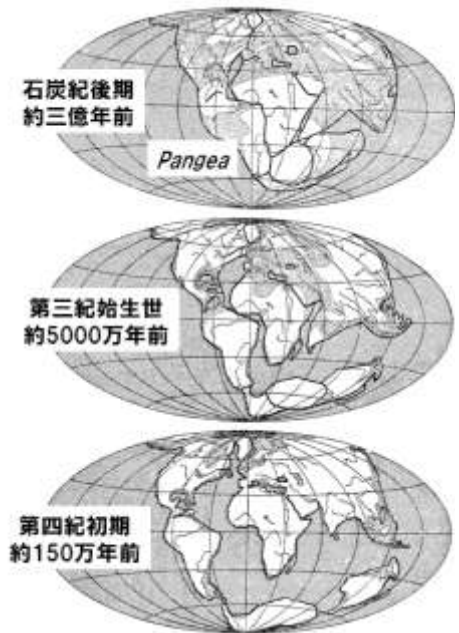 石炭紀後期
約三億年前
Pangea
第三紀始生世
約5000万年前
第四紀初期
約150万年前